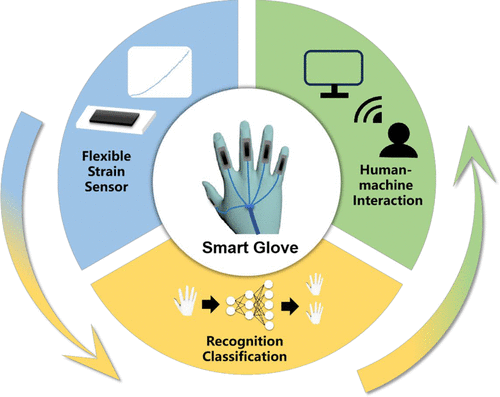 Flexible
Strain
Sensor
Human-
machine
Interaction
Smart Glove
Recognition
Classification